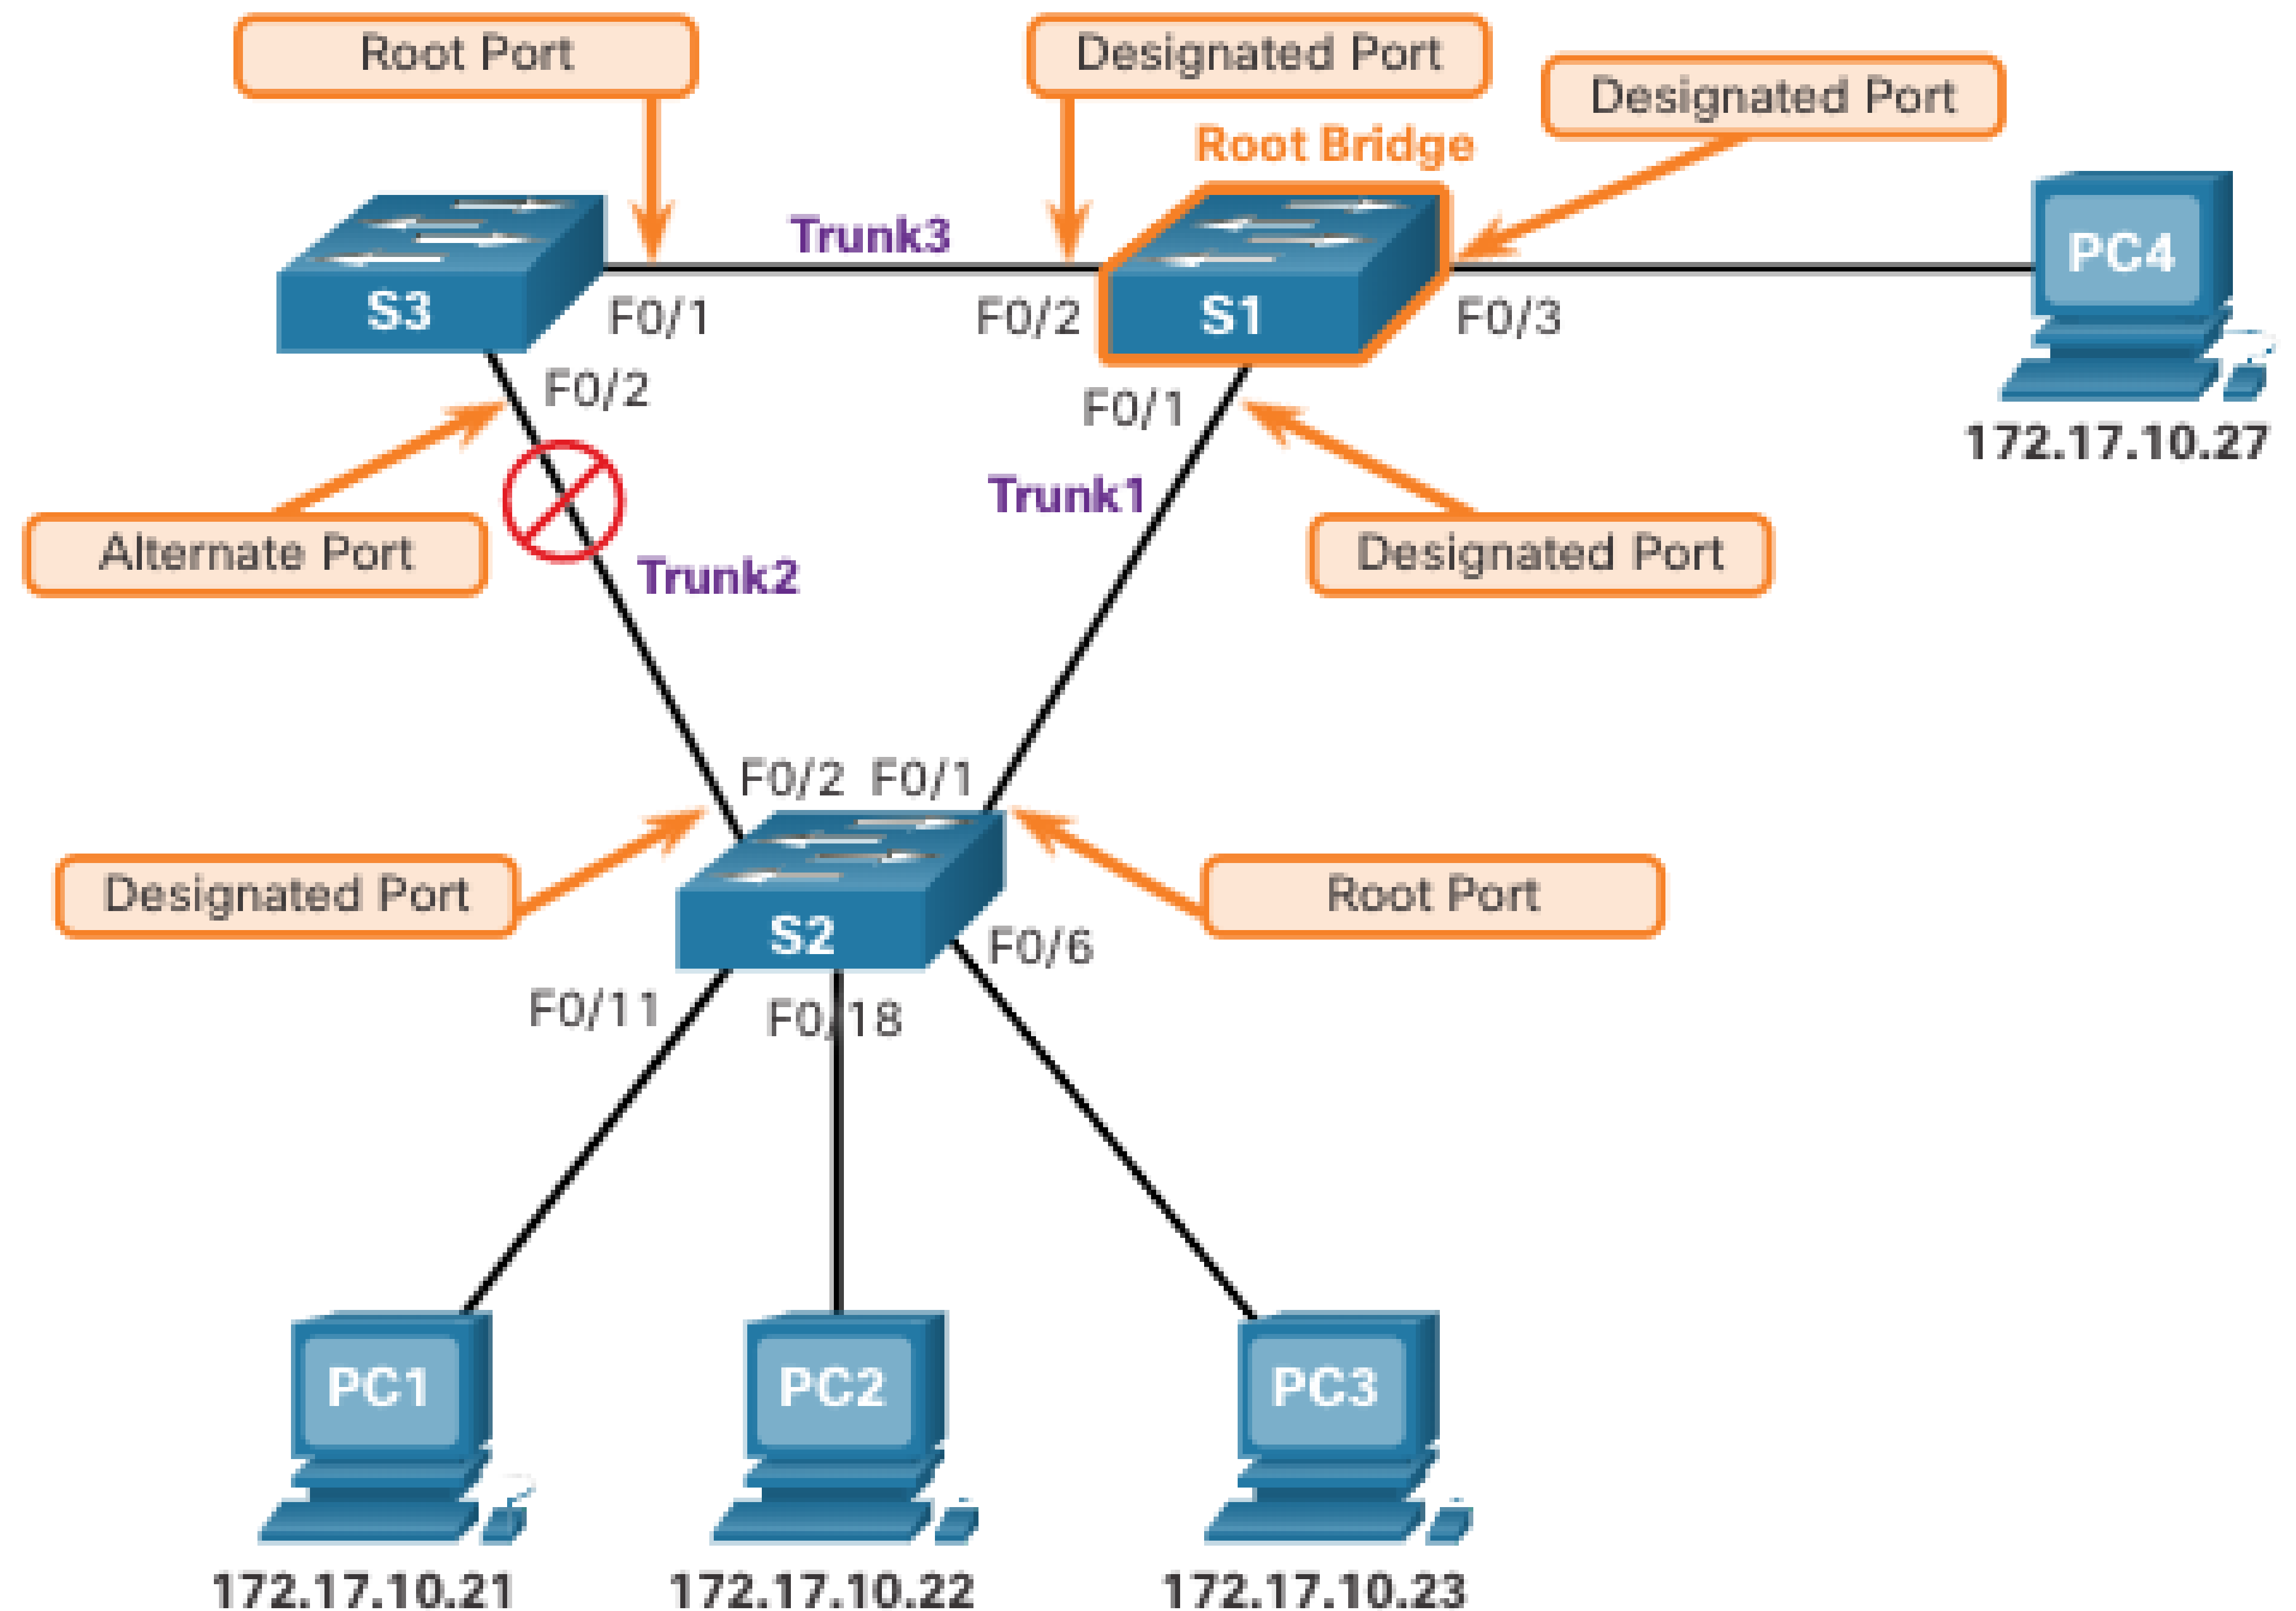 Root Port
Designated Port
Designated Port
Root Bridge
Trunk3
PC4
S3
F0/1
F0/2
S1
F0/3
F0/2
F0/1
172.17.10.27
Trunk1
Alternate Port
Designated Port
Trunk2
F0/2 F0/1
Designated Port
Root Port
S2
F0/6
F0/11
F0/18
PC1
PC2
PC3
172.17.10.21
172.17.10.22
172.17.10.23